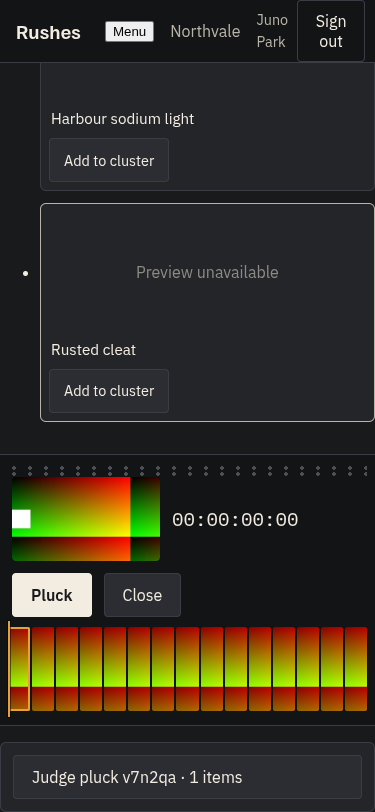 Rushes
Menu
Northvale
Juno
Park
Sign
out
Harbour sodium light
Add to cluster
Preview unavailable
Rusted cleat
Add to cluster
00:00:00:00
Pluck
Close
Judge pluck v7n2qa · 1 items